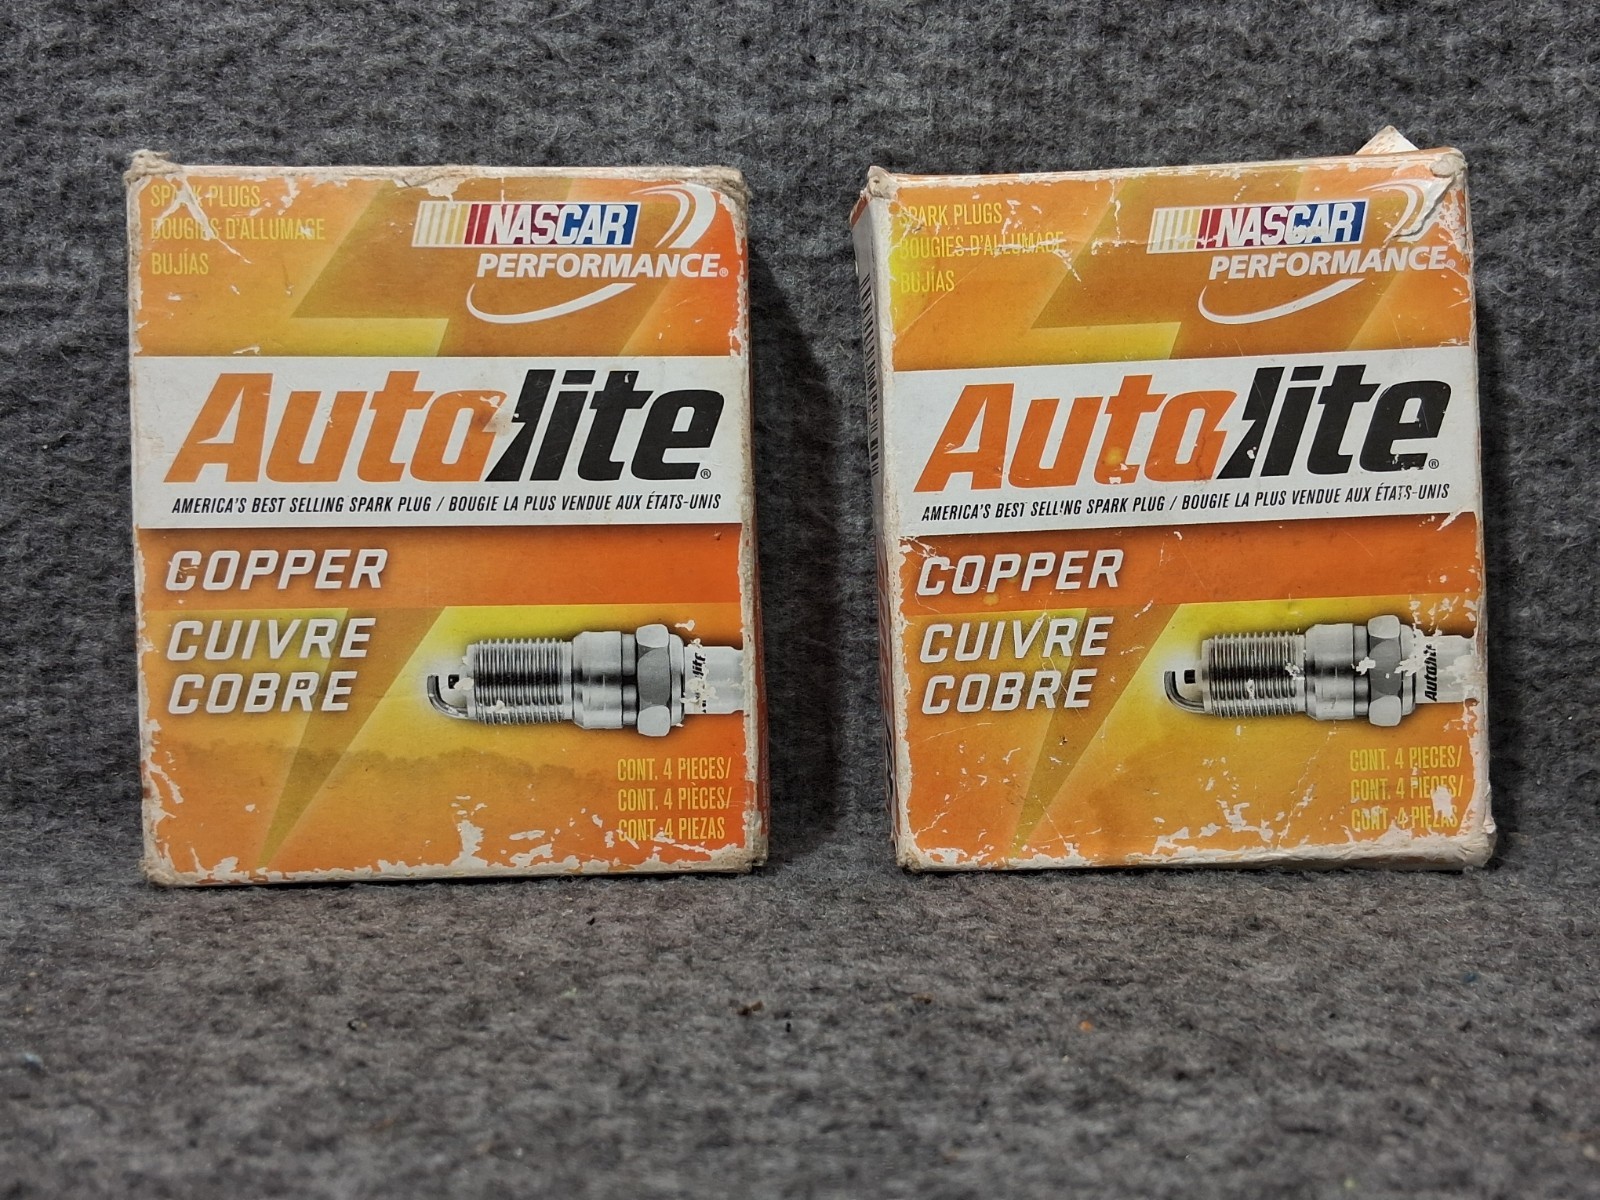 SPARK PLUGS
BOUGIES D'ALLUMAGE
BUJÍAS
NASCAR
PERFORMANCE®
Autolite®
AMERICA'S BEST SELLING SPARK PLUG / BOUGIE LA PLUS VENDUE AUX ÉTATS-UNIS
COPPER
CUIVRE
COBRE
CONT. 4 PIECES/
CONT. 4 PIÈCES/
CONT. 4 PIEZAS
SPARK PLUGS
BOUGIES D'ALLUMAGE
BUJÍAS
NASCAR
PERFORMANCE®
Autolite®
AMERICA'S BEST SELLING SPARK PLUG / BOUGIE LA PLUS VENDUE AUX ÉTATS-UNIS
COPPER
CUIVRE
COBRE
Autolite
CONT. 4 PIECES/
CONT. 4 PIÈCES/
CONT. 4 PIEZAS